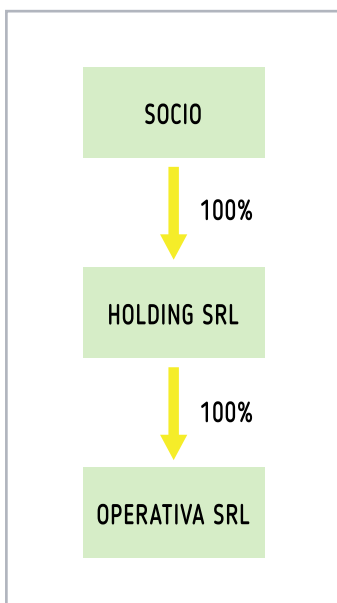 SOCIO
100%
HOLDING SRL
100%
OPERATIVA SRL